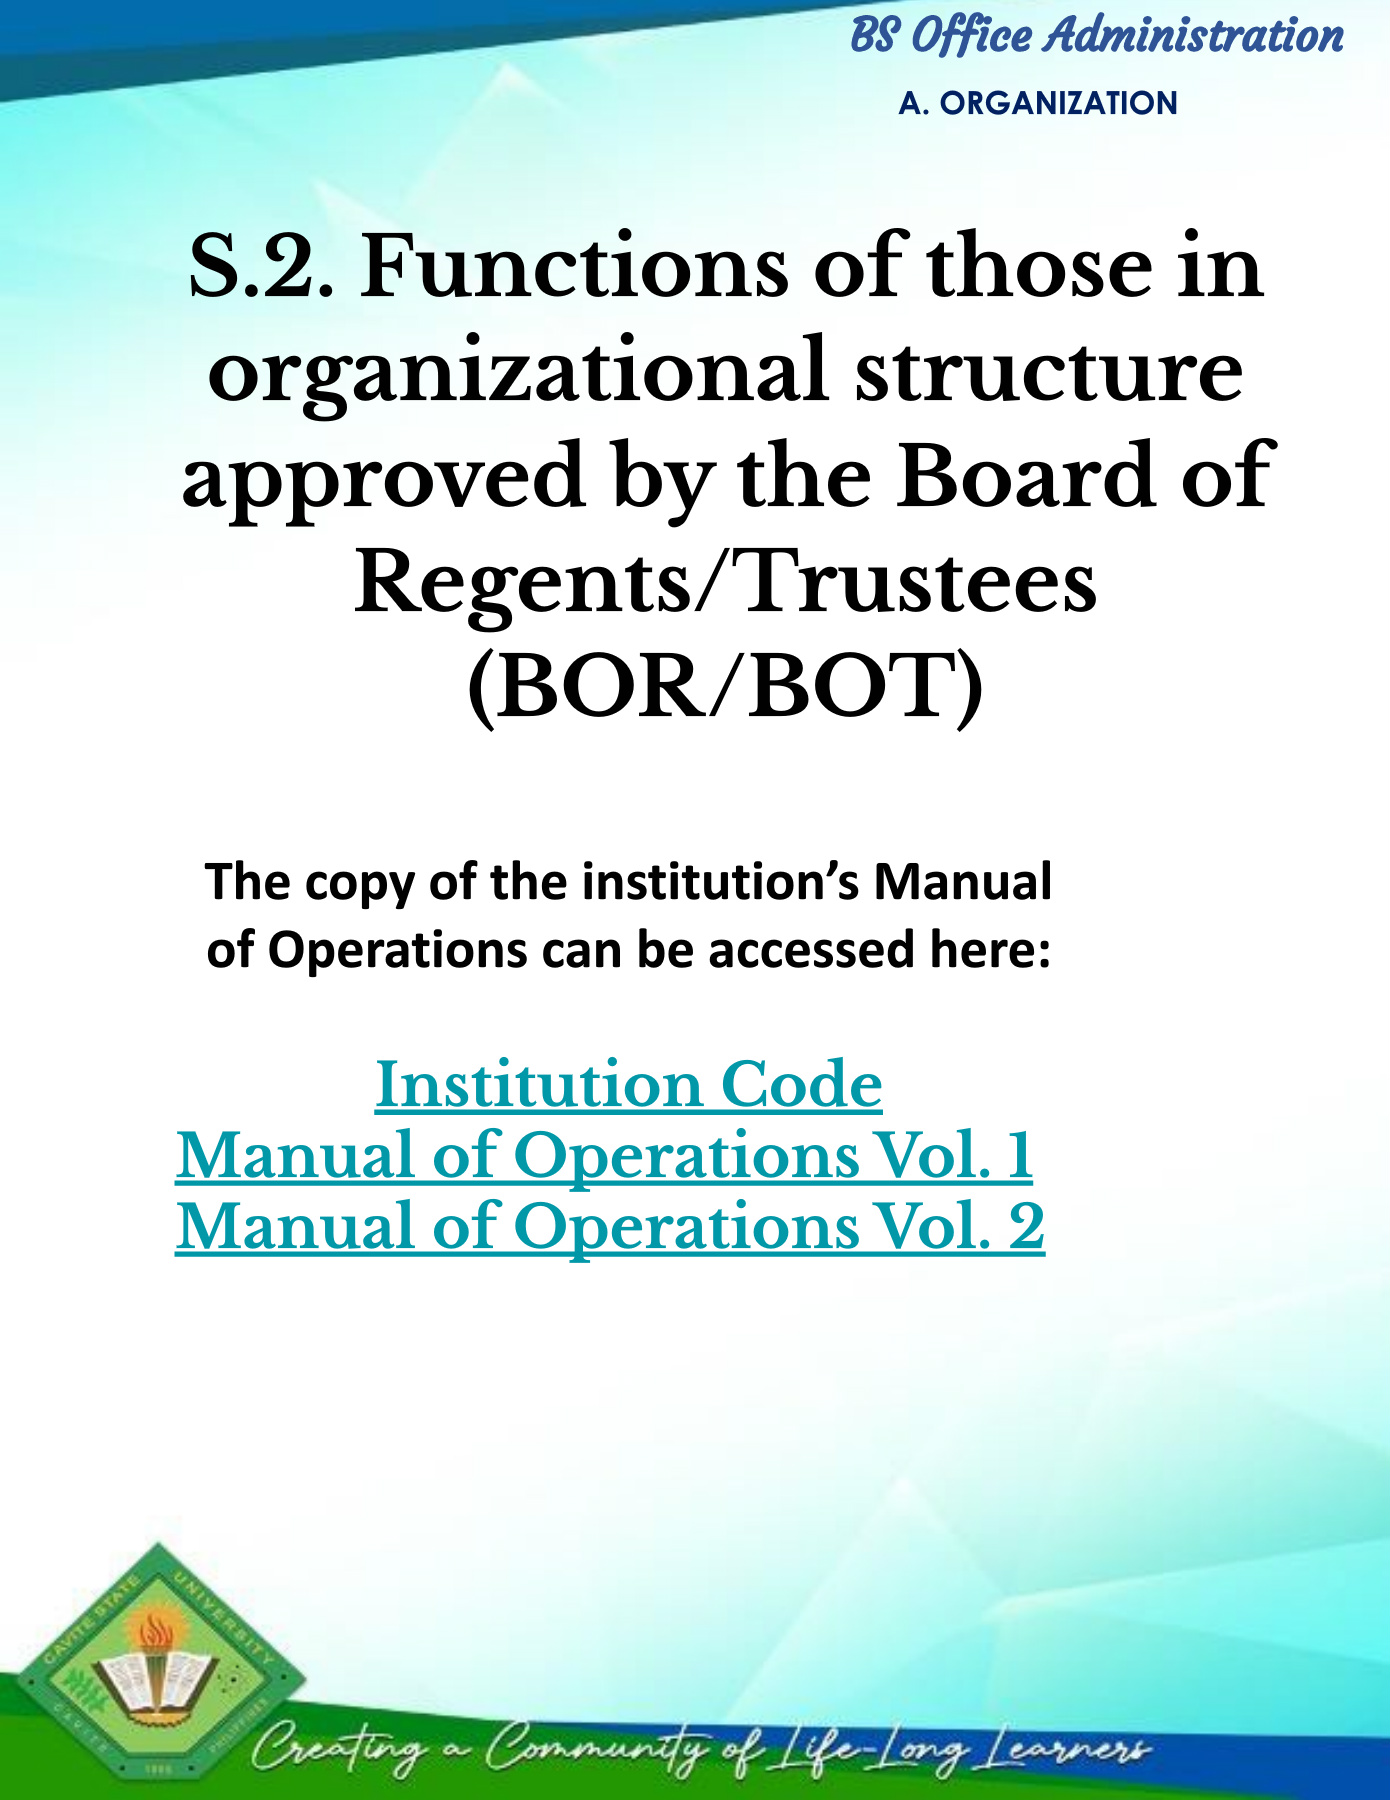 BS Office Administration
A. ORGANIZATION
S.2. Functions of those in
organizational structure
approved by the Board of
Regents/Trustees
(BOR/BOT)
The copy of the institution’s Manual
of Operations can be accessed here:
Institution Code
Manual of Operations Vol. 1
Manual of Operations Vol. 2
CAVITE STATE UNIVERSITY
CAVITE PHILIPPINES
1906
Creating a Community of Life-Long Learners